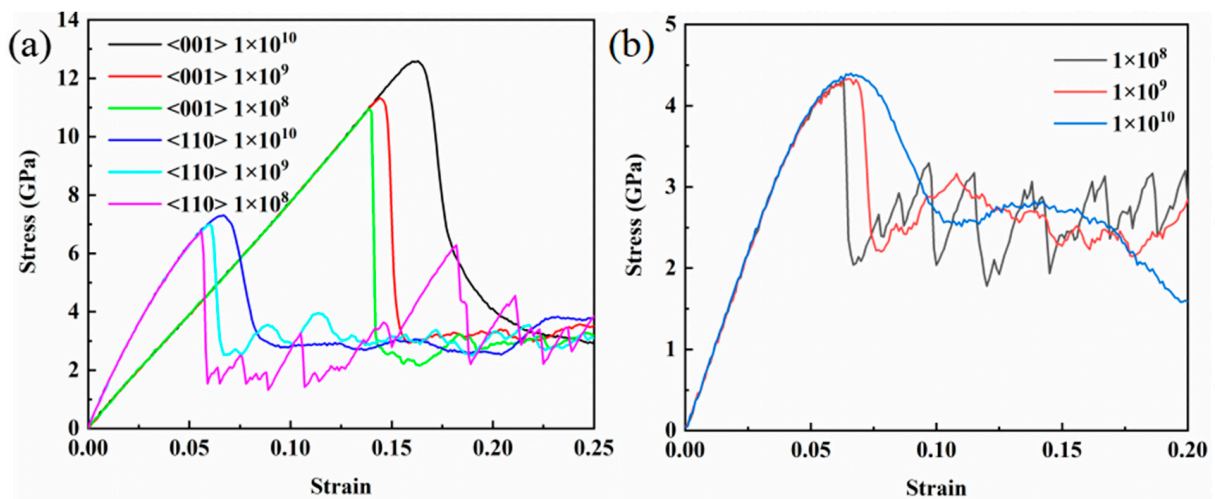 (a)
<001> 1×10¹⁰
<001> 1×10⁹
<001> 1×10⁸
<110> 1×10¹⁰
<110> 1×10⁹
<110> 1×10⁸
14
12
10
8
6
4
2
0
Stress (GPa)
0.00 0.05 0.10 0.15 0.20 0.25
Strain
(b)
1×10⁸
1×10⁹
1×10¹⁰
5
4
3
2
1
0
Stress (GPa)
0.00 0.05 0.10 0.15 0.20
Strain